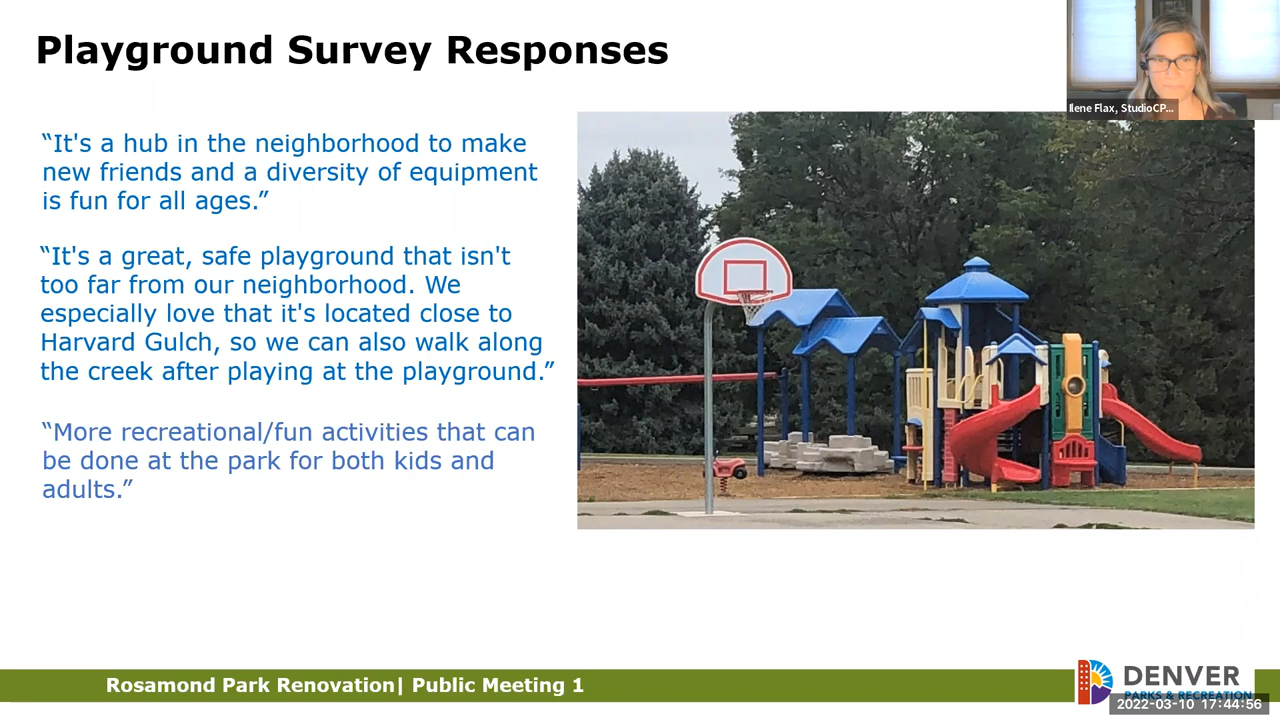 Playground Survey Responses
Ilene Flax, StudioCP...
“It's a hub in the neighborhood to make
new friends and a diversity of equipment
is fun for all ages.”
“It's a great, safe playground that isn't
too far from our neighborhood. We
especially love that it's located close to
Harvard Gulch, so we can also walk along
the creek after playing at the playground.”
“More recreational/fun activities that can
be done at the park for both kids and
adults.”
Rosamond Park Renovation| Public Meeting 1
DENVER
PARKS & RECREATION
2022-03-10 17:44:56